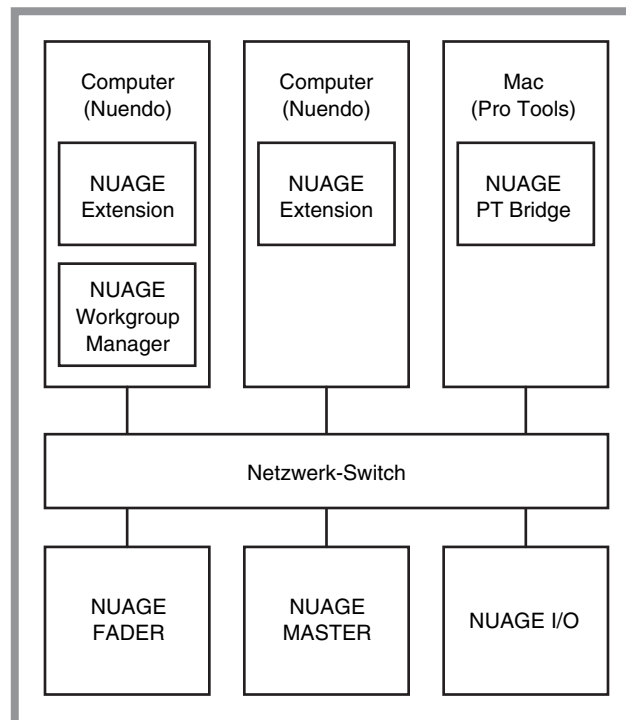 Computer
(Nuendo)
NUAGE
Extension
NUAGE
Workgroup
Manager
Computer
(Nuendo)
NUAGE
Extension
Mac
(Pro Tools)
NUAGE
PT Bridge
Netzwerk-Switch
NUAGE
FADER
NUAGE
MASTER
NUAGE I/O